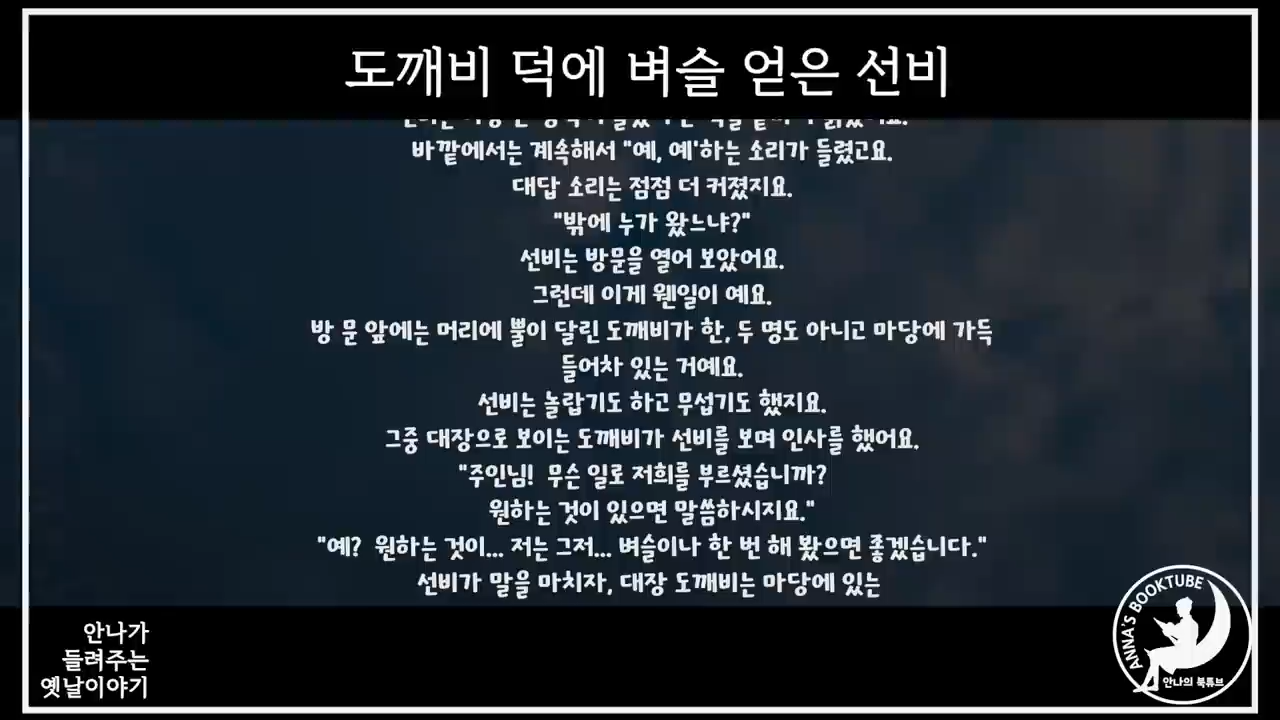 도깨비 덕에 벼슬 얻은 선비
바깥에서는 계속해서 "예, 예'하는 소리가 들렸고요.
대답 소리는 점점 더 커졌지요.
"밖에 누가 왔느냐?"
선비는 방문을 열어 보았어요.
그런데 이게 웬일이 예요.
방 문 앞에는 머리에 뿔이 달린 도깨비가 한, 두 명도 아니고 마당에 가득
들어차 있는 거예요.
선비는 놀랍기도 하고 무섭기도 했지요.
그중 대장으로 보이는 도깨비가 선비를 보며 인사를 했어요.
"주인님! 무슨 일로 저희를 부르셨습니까?
원하는 것이 있으면 말씀하시지요."
"예? 원하는 것이... 저는 그저... 벼슬이나 한 번 해 봤으면 좋겠습니다."
선비가 말을 마치자, 대장 도깨비는 마당에 있는
안나가
들려주는
옛날이야기
ANNA'S BOOKTUBE
안나의 북튜브